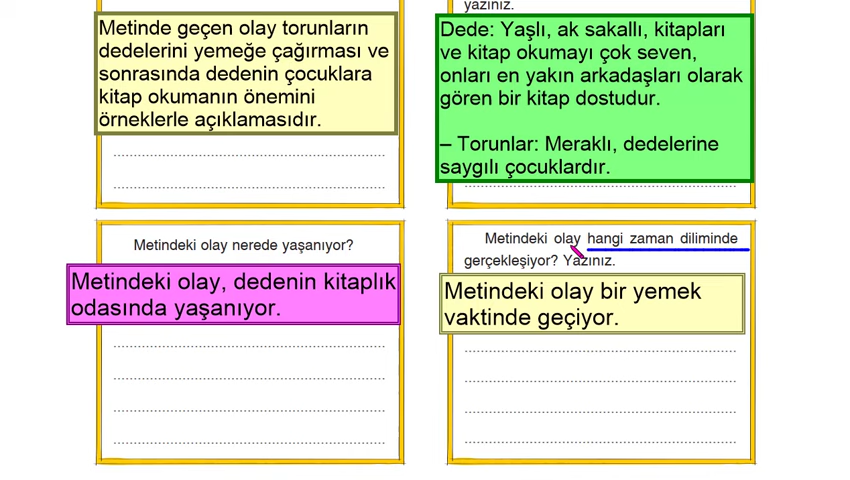 Metinde geçen olay torunların
dedelerini yemeğe çağırması ve
sonrasında dedenin çocuklara
kitap okumanın önemini
örneklerle açıklamasıdır.
yazınız.
Dede: Yaşlı, ak sakallı, kitapları
ve kitap okumayı çok seven,
onları en yakın arkadaşları olarak
gören bir kitap dostudur.
– Torunlar: Meraklı, dedelerine
saygılı çocuklardır.
Metindeki olay nerede yaşanıyor?
Metindeki olay, dedenin kitaplık
odasında yaşanıyor.
Metindeki olay hangi zaman diliminde
gerçekleşiyor? Yazınız.
Metindeki olay bir yemek
vaktinde geçiyor.